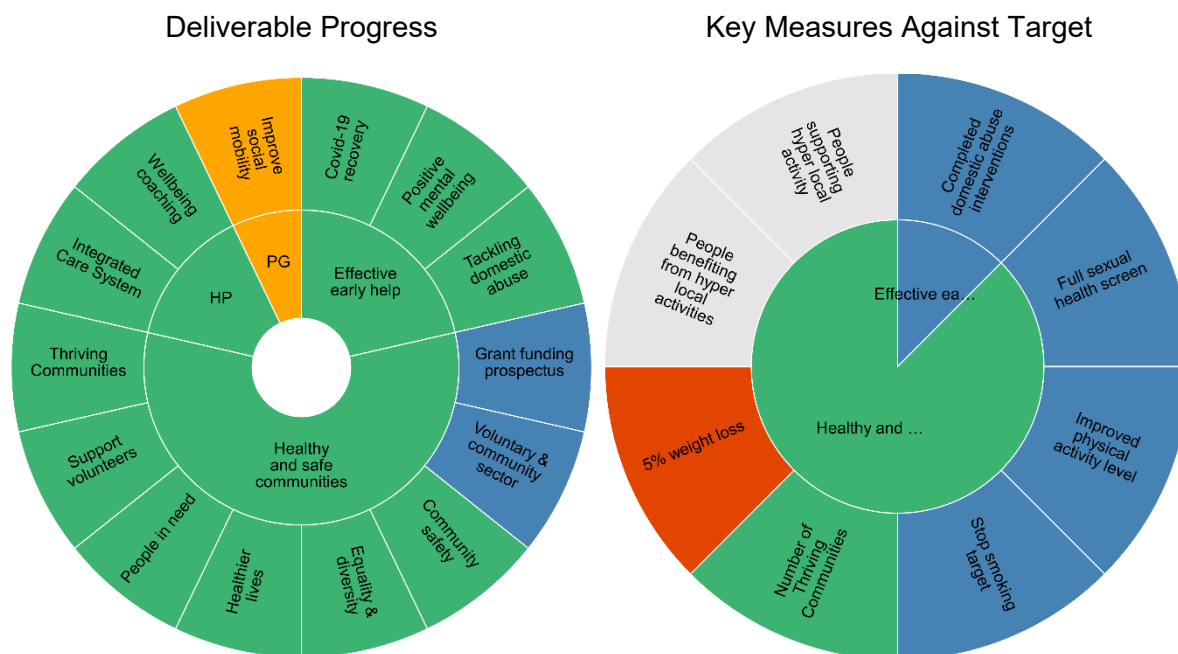 Deliverable Progress
Key Measures Against Target
Improve
social
mobility
Covid-19
recovery
Positive
mental
wellbeing
Tackling
domestic
abuse
Grant funding
prospectus
Voluntary &
community
sector
Community
safety
Equality &
diversity
Healthier
lives
People in need
Support
volunteers
Thriving
Communities
Integrated
Care System
Wellbeing
coaching
HP
PG
Effective
early help
Healthy
and safe
communities
Completed
domestic abuse
interventions
Full sexual
health screen
Improved
physical
activity level
Stop smoking
target
Number of
Thriving
Communities
5% weight loss
People
benefiting
from hyper
local
activities
People
supporting
hyper local
activity
Effective ea…
Healthy and …